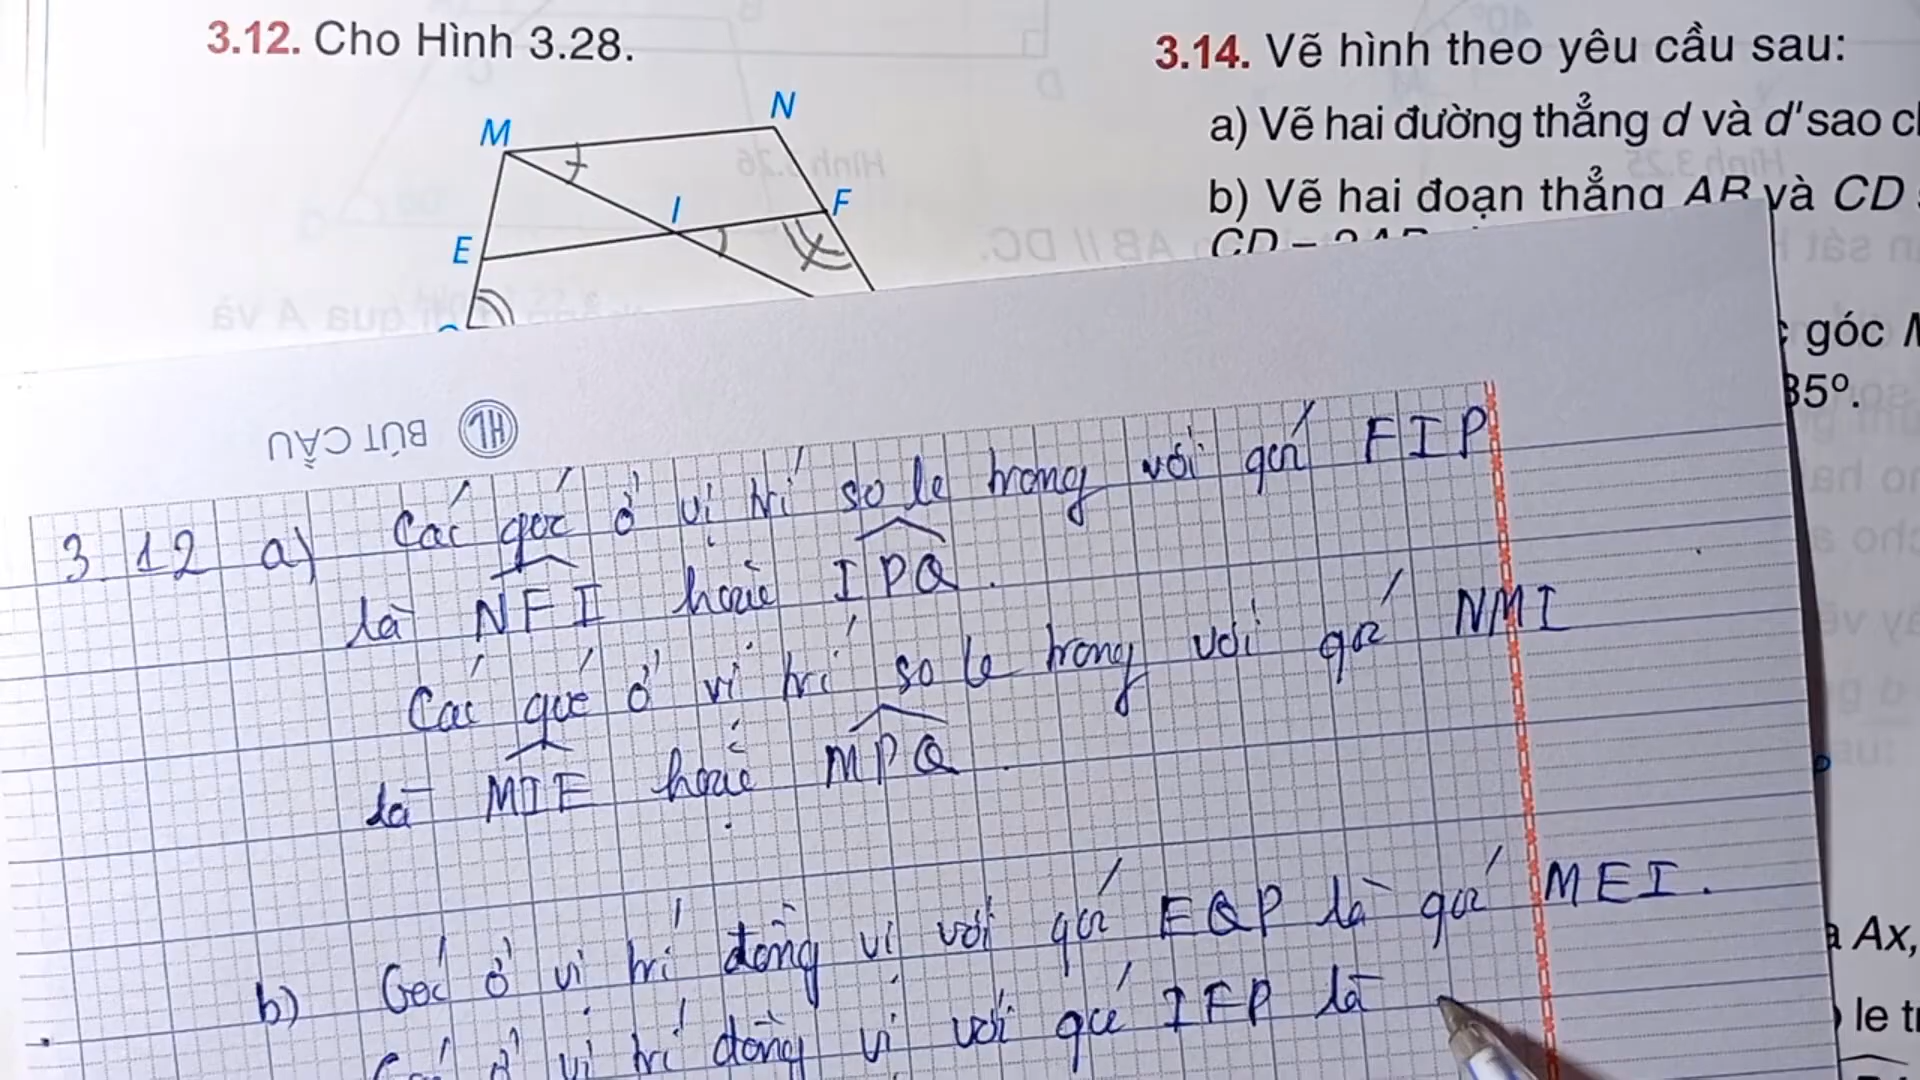 3.12. Cho Hình 3.28.
M
N
I
F
E
3.14. Vẽ hình theo yêu cầu sau:
a) Vẽ hai đường thẳng d và d' sao
b) Vẽ hai đoạn thẳng AB và CD
góc
35°.
BÚT CẦU
3.12 a) Các góc ở vị trí so le trong với góc FIP
là NFI hoặc IPQ.
Các góc ở vị trí so le trong với góc NMI
là MIE hoặc MPQ.
b) Góc ở vị trí đồng vị với góc EQP là góc MEI.
Góc ở vị trí đồng vị với góc IFP là
Ax,
le